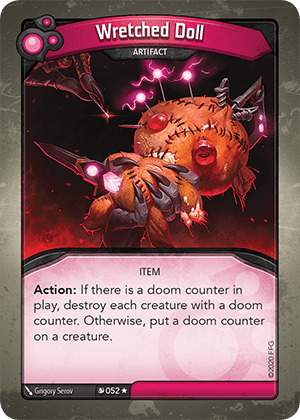 Wretched Doll
ARTIFACT
ITEM
Action: If there is a doom counter in
play, destroy each creature with a doom
counter. Otherwise, put a doom counter
on a creature.
Grigory Serov
052 ★
©2020 FFG